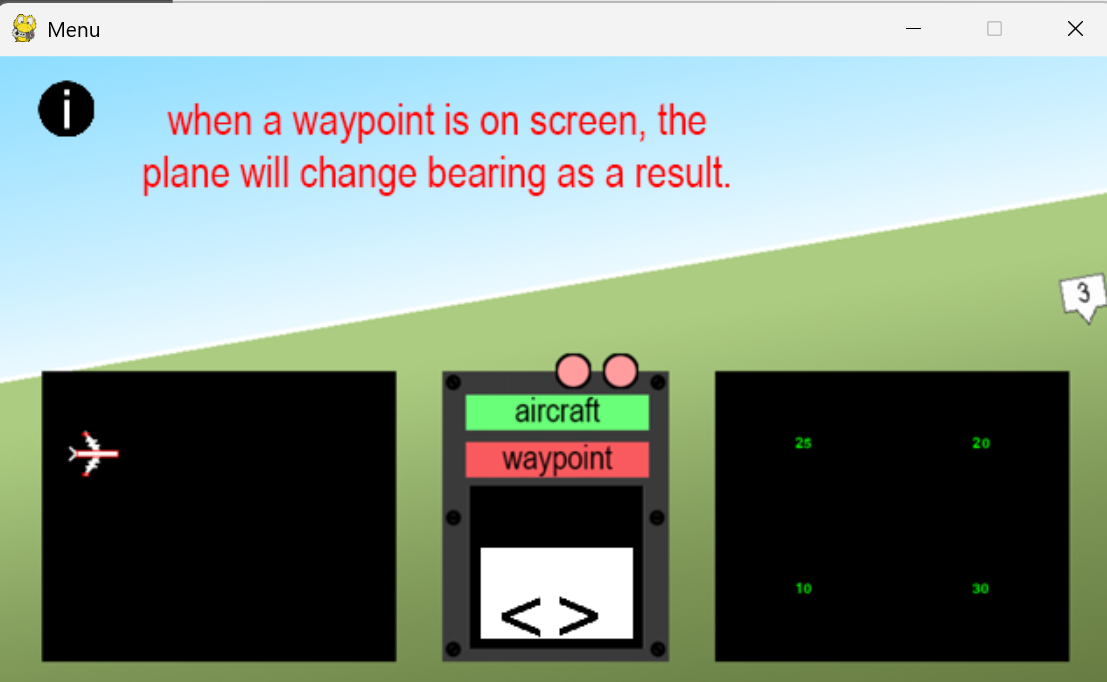 Menu
i
when a waypoint is on screen, the
plane will change bearing as a result.
3
aircraft
waypoint
< >
25
20
10
30